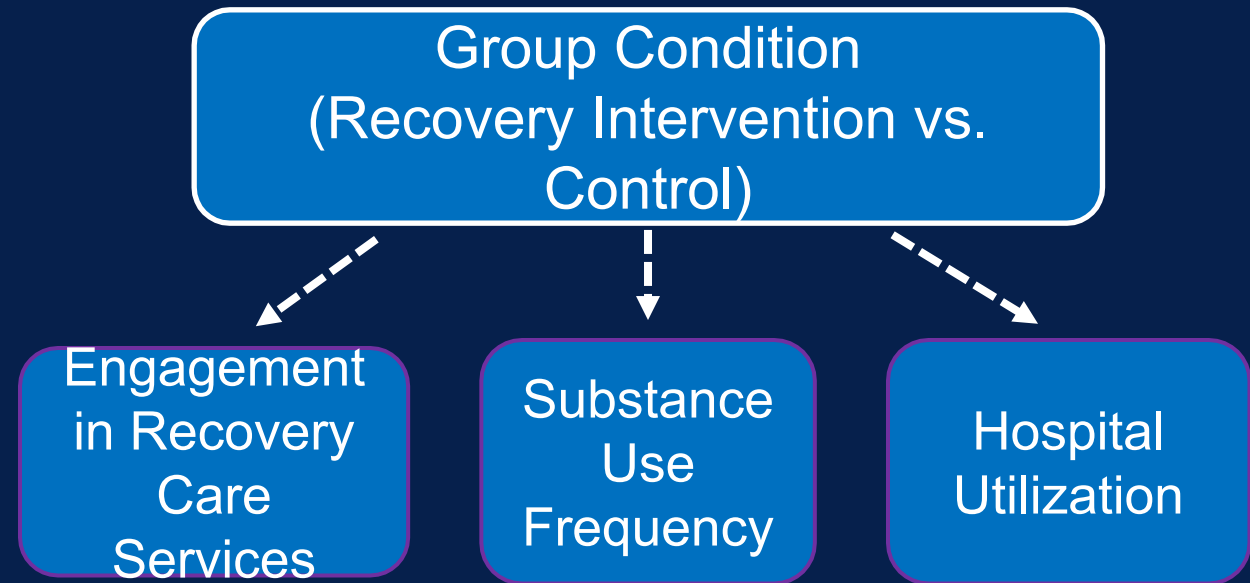 Group Condition
(Recovery Intervention vs.
Control)
Engagement
in Recovery
Care
Services
Substance
Use
Frequency
Hospital
Utilization